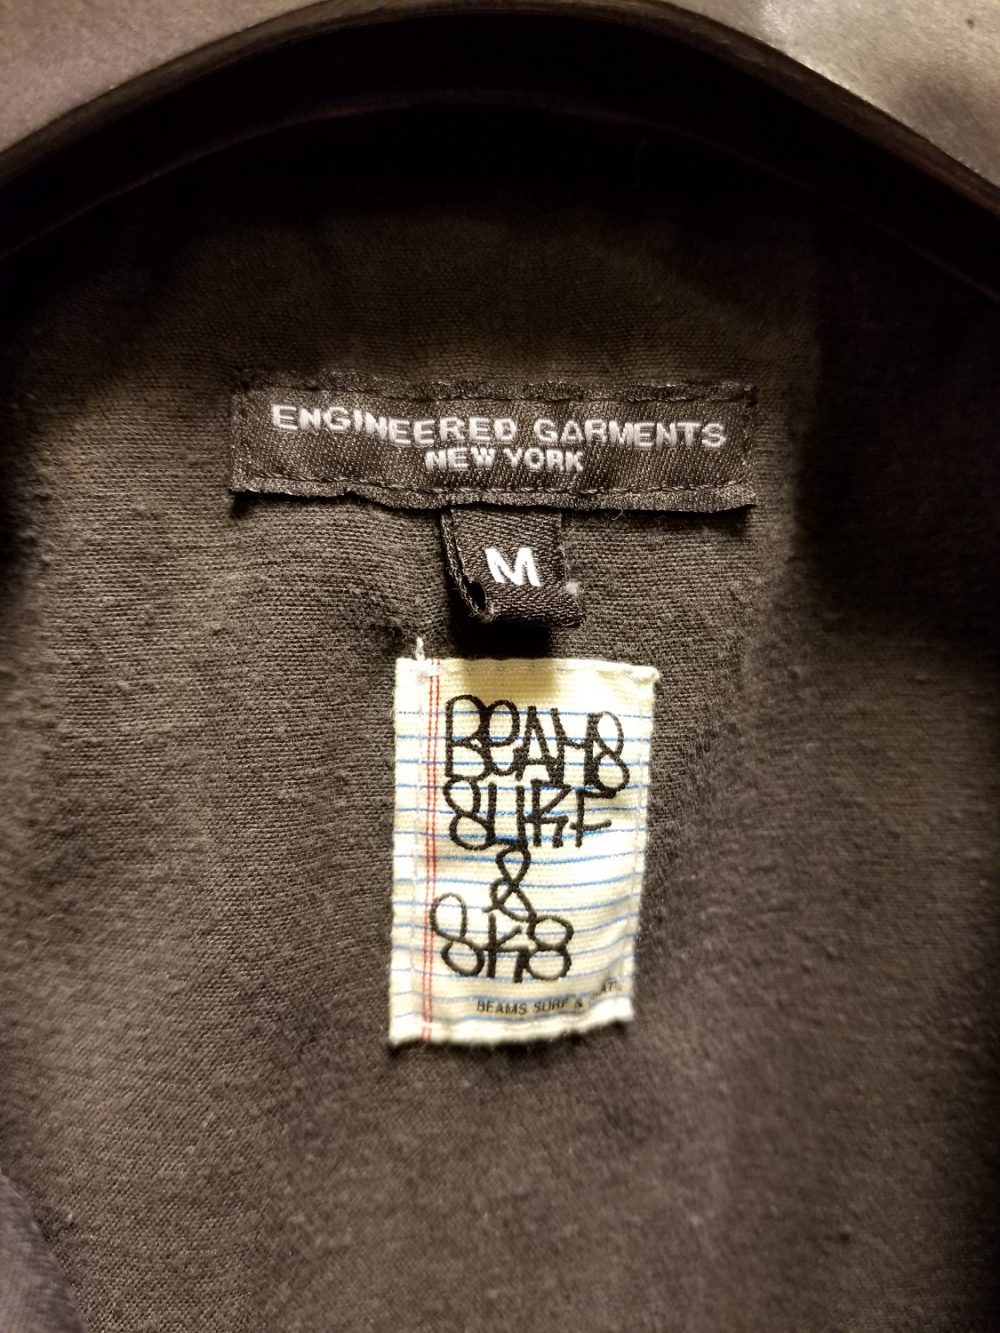 ENGINEERED GARMENTS
NEW YORK
M
BEAMS
SURF
&
SK8
BEAMS SURF &